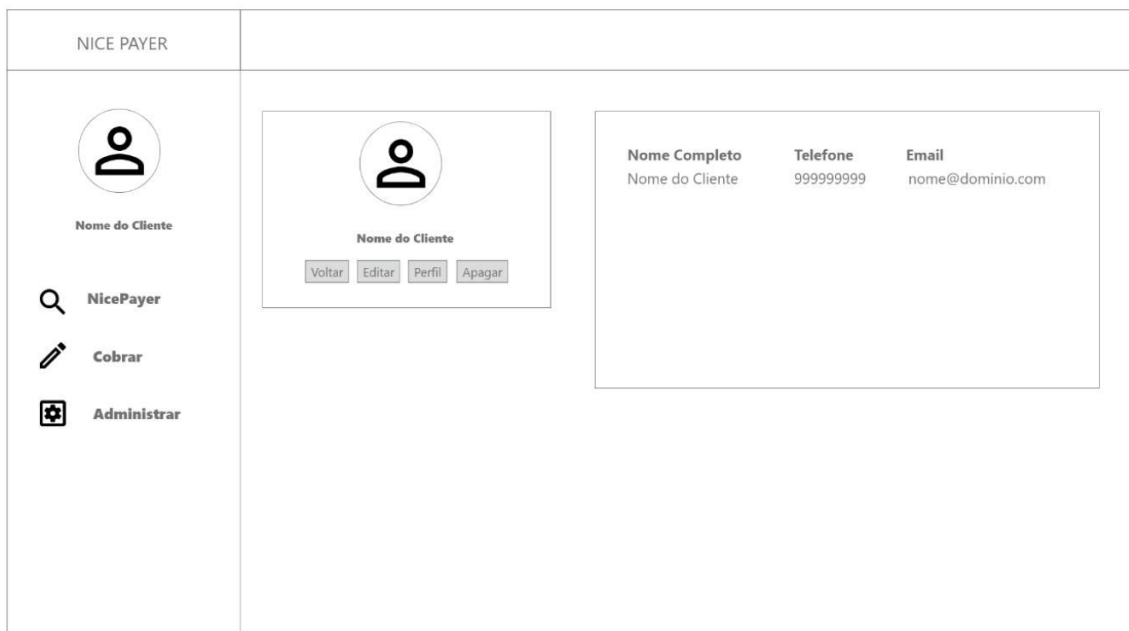 NICE PAYER
Nome do Cliente
NicePayer
Cobrar
Administrar
Nome do Cliente
Voltar Editar Perfil Apagar
Nome Completo Telefone Email
Nome do Cliente 999999999 nome@dominio.com